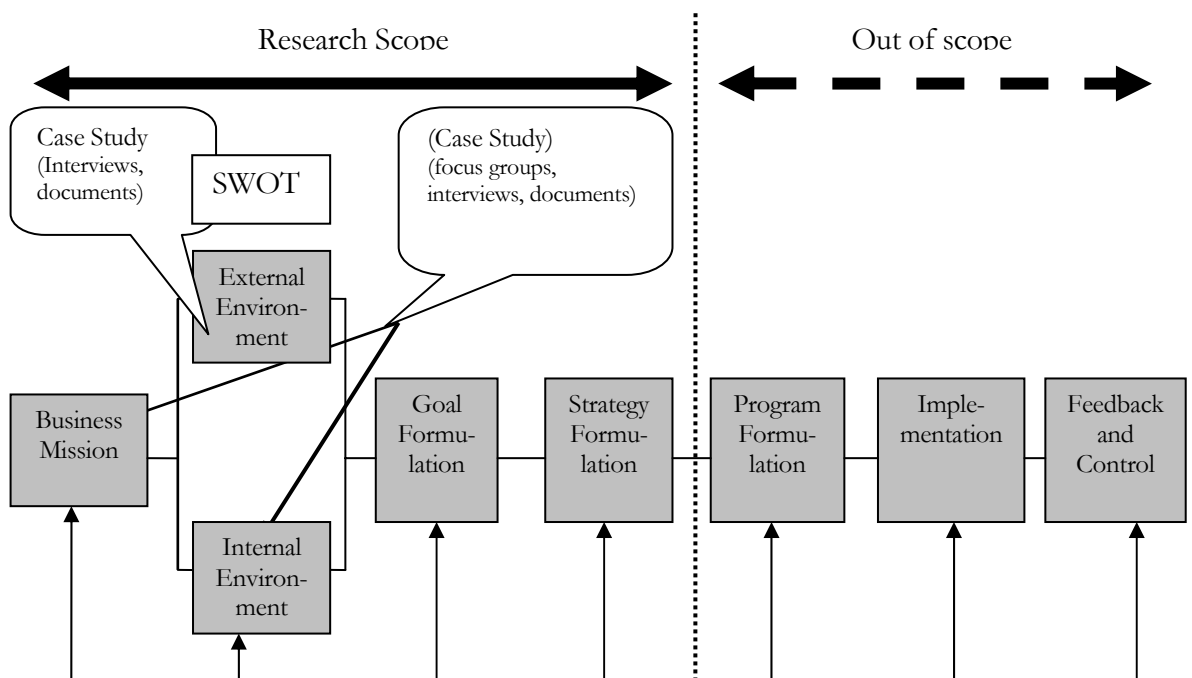 Research Scope
Out of scope
Case Study
(Interviews,
documents)
SWOT
(Case Study)
(focus groups,
interviews, documents)
External
Environ-
ment
Business
Mission
Internal
Environ-
ment
Goal
Formu-
lation
Strategy
Formu-
lation
Program
Formu-
lation
Imple-
mentation
Feedback
and
Control